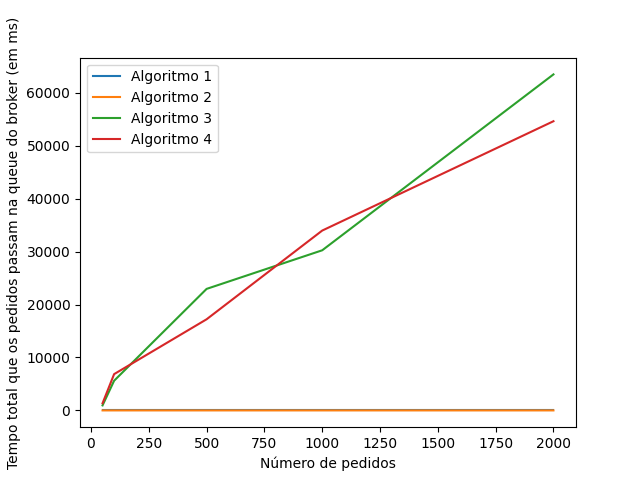 Tempo total que os pedidos passam na queue do broker (em ms)
60000
50000
40000
30000
20000
10000
0
Algoritmo 1
Algoritmo 2
Algoritmo 3
Algoritmo 4
0 250 500 750 1000 1250 1500 1750 2000
Número de pedidos